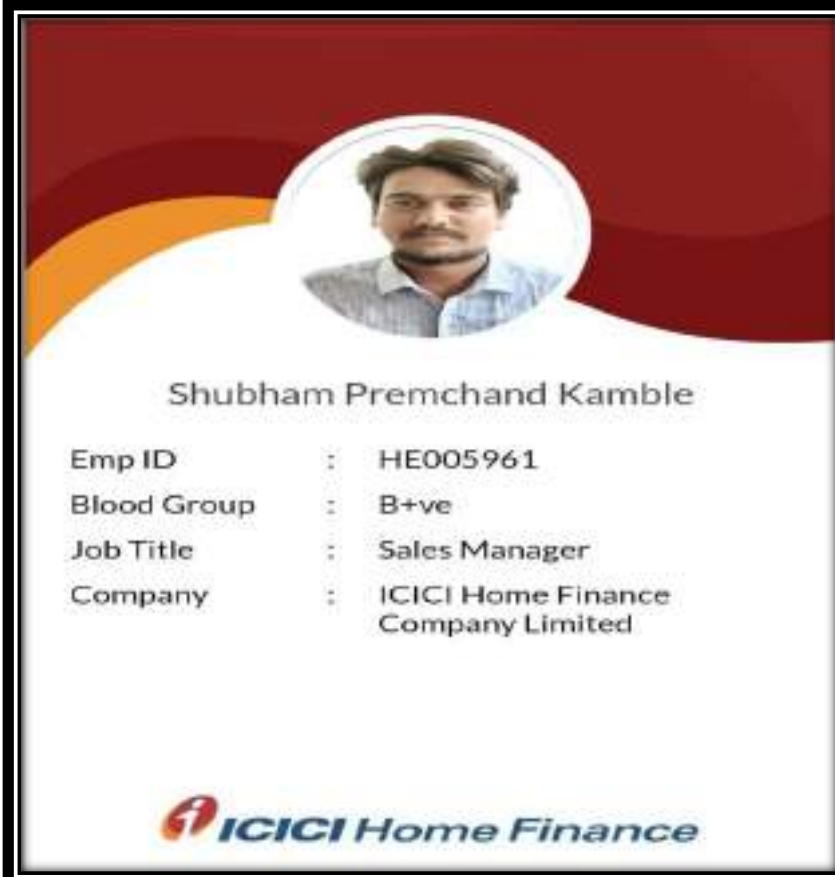 Shubham Premchand Kamble
Emp ID : HE005961
Blood Group : B+ve
Job Title : Sales Manager
Company : ICICI Home Finance
Company Limited
ICICI Home Finance